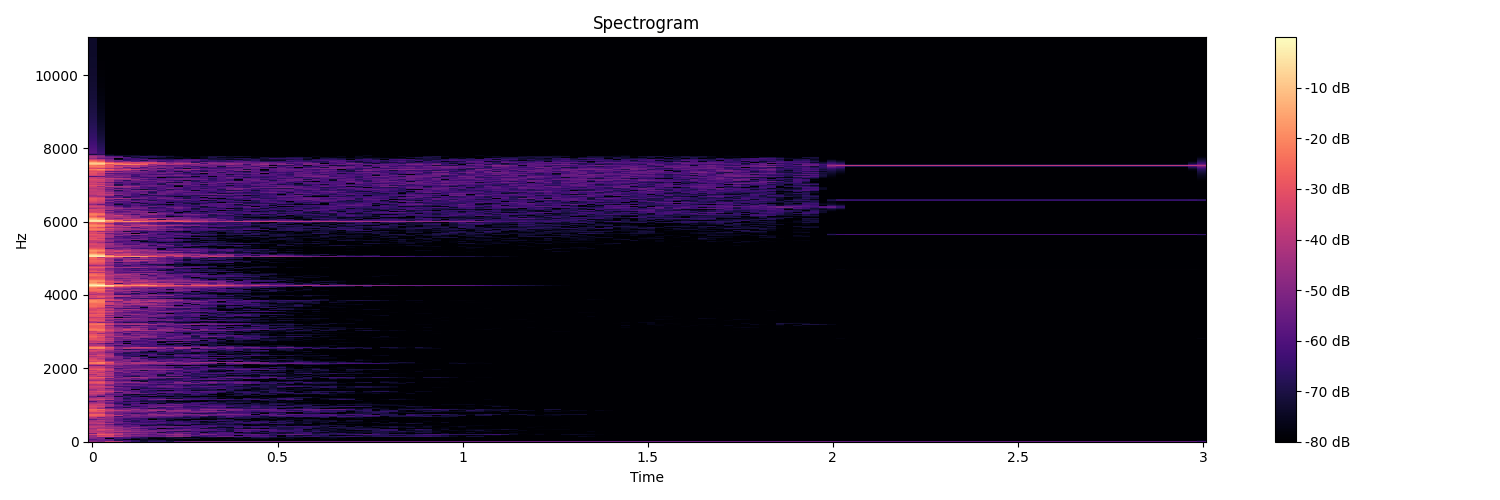 Spectrogram
10000
8000
6000
4000
2000
0
Hz
0 0.5 1 1.5 2 2.5 3
Time
-10 dB
-20 dB
-30 dB
-40 dB
-50 dB
-60 dB
-70 dB
-80 dB